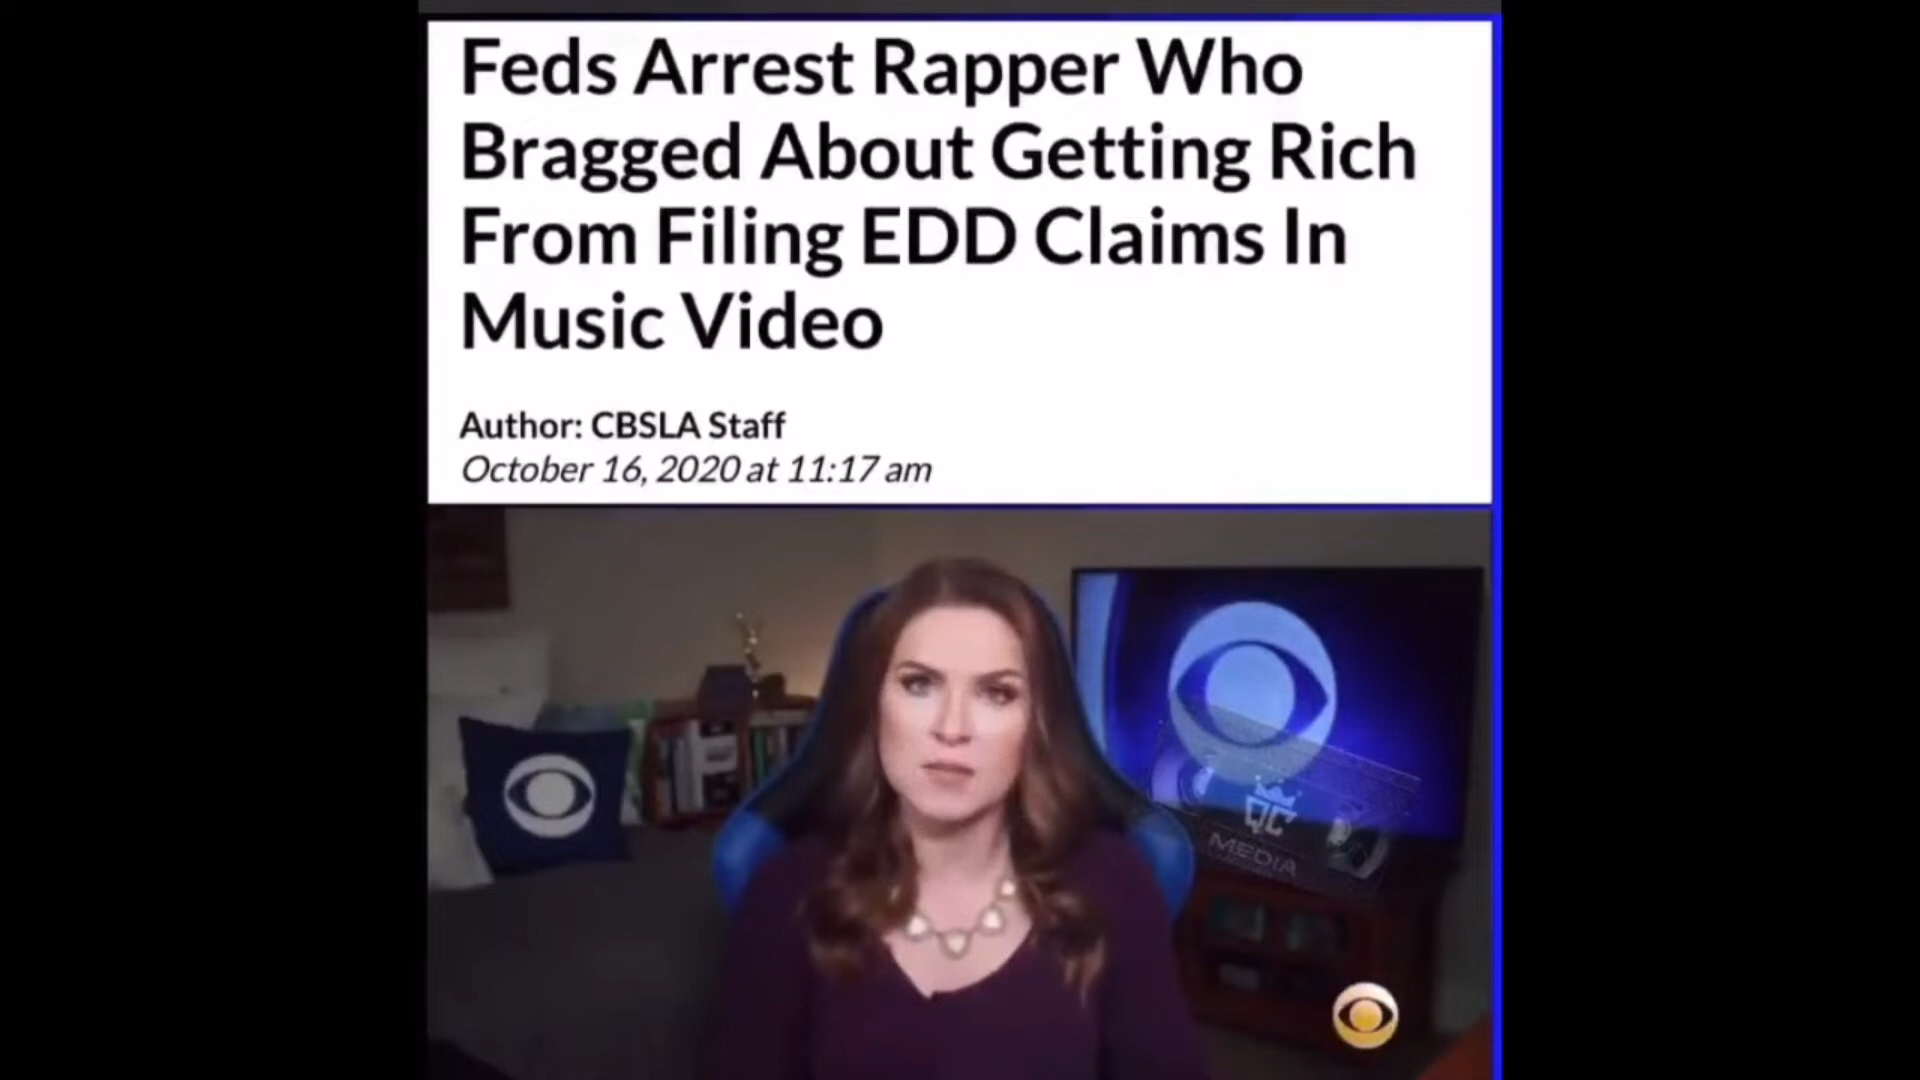 Feds Arrest Rapper Who
Bragged About Getting Rich
From Filing EDD Claims In
Music Video
Author: CBSLA Staff
October 16, 2020 at 11:17 am
QC
MEDIA